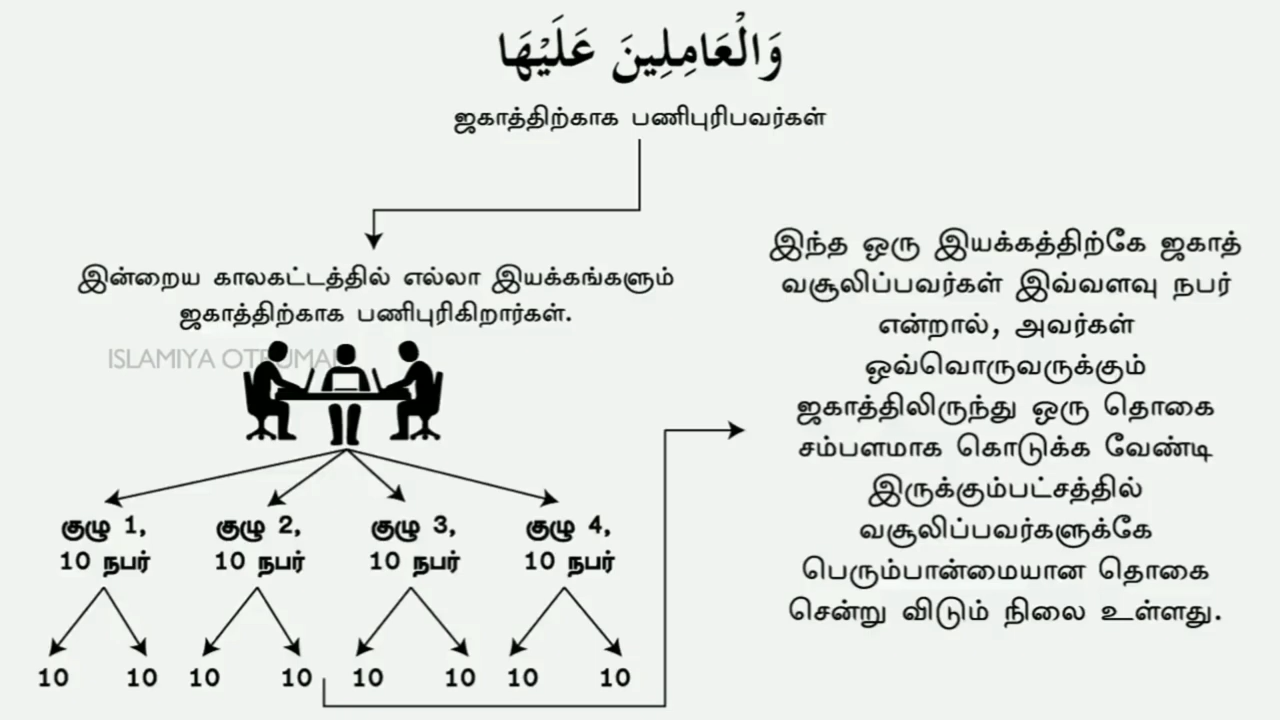 وَالْعَامِلِينَ عَلَيْهَا
ஜகாத்திற்காக பணிபுரிபவர்கள்
இன்றைய காலகட்டத்தில் எல்லா இயக்கங்களும்
ஜகாத்திற்காக பணிபுரிகிறார்கள்.
ISLAMIYA
குழு 1,
10 நபர்
குழு 2,
10 நபர்
குழு 3,
10 நபர்
குழு 4,
10 நபர்
10 10 10 10 10 10 10 10
இந்த ஒரு இயக்கத்திற்கே ஜகாத்
வசூலிப்பவர்கள் இவ்வளவு நபர்
என்றால், அவர்கள்
ஒவ்வொருவருக்கும்
ஜகாத்திலிருந்து ஒரு தொகை
சம்பளமாக கொடுக்க வேண்டி
இருக்கும்பட்சத்தில்
வசூலிப்பவர்களுக்கே
பெரும்பான்மையான தொகை
சென்று விடும் நிலை உள்ளது.